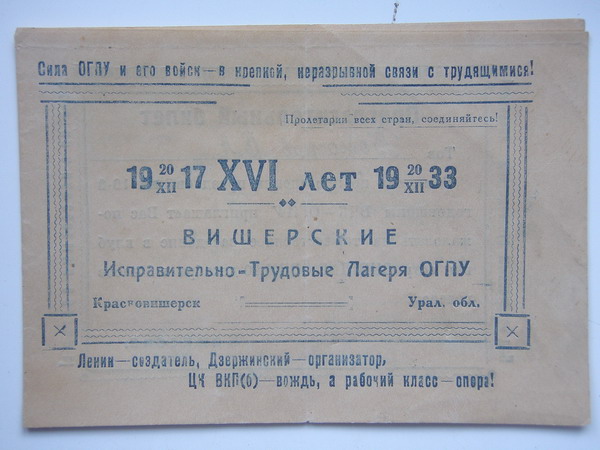 Сила ОГПУ и его войск—в крепкой, неразрывной связи с трудящимися!
Пролетарии всех стран, соединяйтесь!
19 20/XII 17 XVI лет 19 20/XII 33
ВИШЕРСКИЕ
Исправительно-Трудовые Лагеря ОГПУ
Красновишерск Урал. обл.
Ленин—создатель, Дзержинский—организатор,
ЦК ВКП(б)—вождь, а рабочий класс—опора!